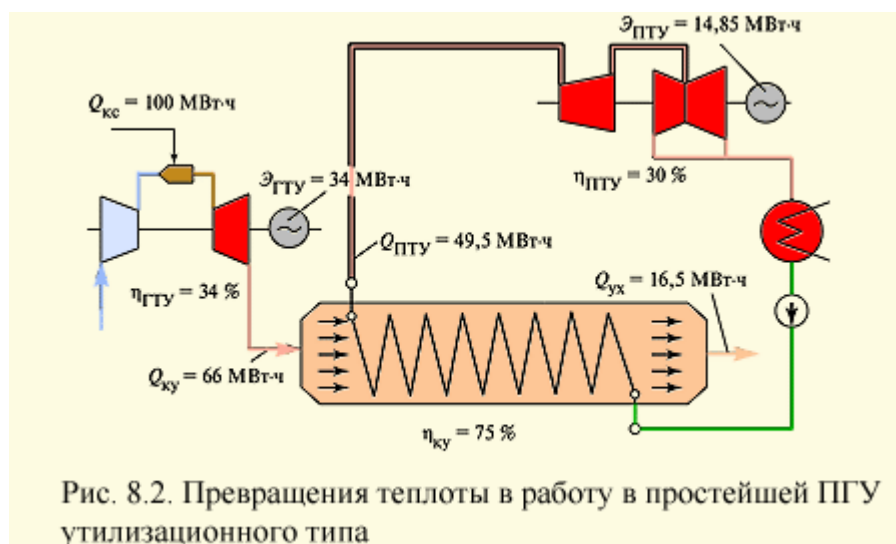 Э_ПТУ = 14,85 МВт·ч
Q_кс = 100 МВт·ч
Э_ГТУ = 34 МВт·ч
η_ПТУ = 30 %
Q_ПТУ = 49,5 МВт·ч
Q_ух = 16,5 МВт·ч
η_ГТУ = 34 %
Q_ку = 66 МВт·ч
η_ку = 75 %
Рис. 8.2. Превращения теплоты в работу в простейшей ПГУ
утилизационного типа